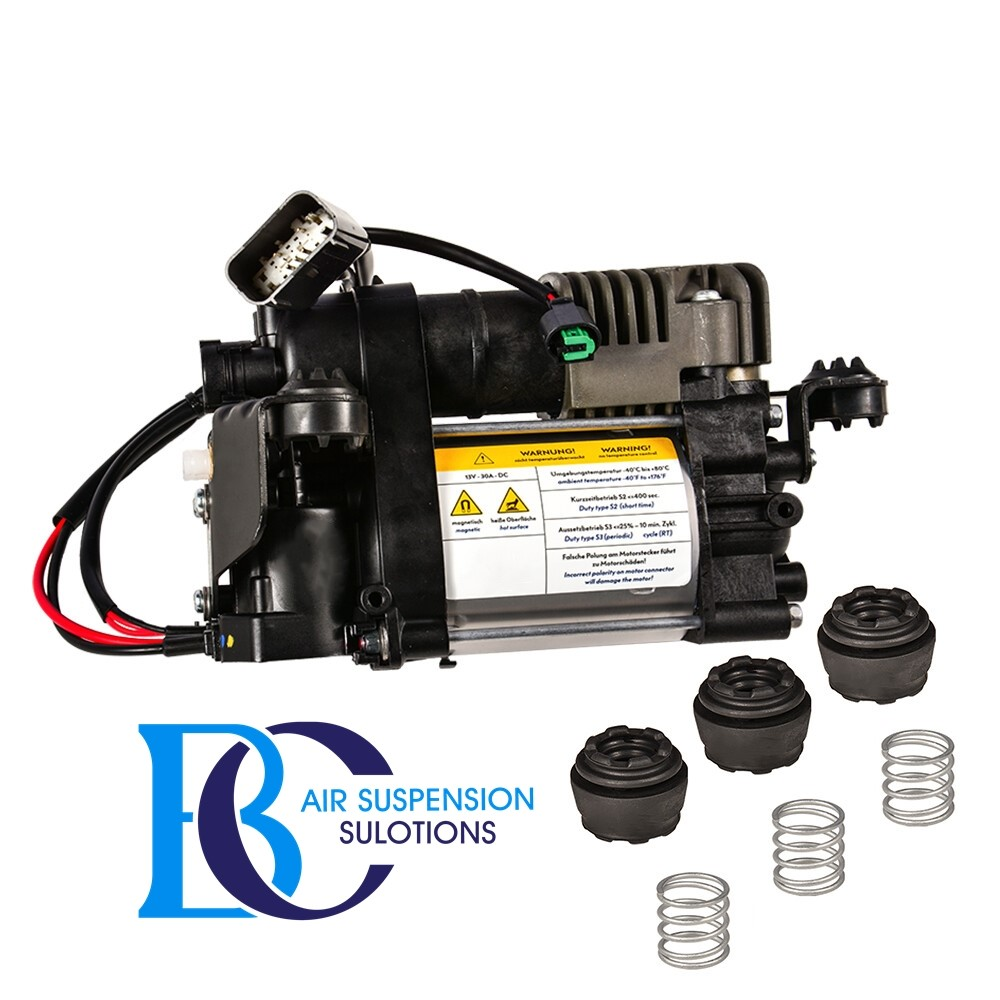 WARNUNG! WARNING!
nicht temperaturüberwacht no temperature control
13V - 30A - DC
magnetisch
magnetic
heiße Oberfläche
hot surface
Umgebungstemperatur -40°C bis +80°C
ambient temperature -40°F to +176°F
Kurzzeitbetrieb S2 <=400 sec.
Duty type S2 (short time)
Aussetzbetrieb S3 <=25% - 10 min. Zykl.
Duty type S3 (periodic) cycle (RT)
Falsche Polung am Motorstecker führt
zu Motorschäden!
Incorrect polarity on motor connector
will damage the motor!
BC
AIR SUSPENSION
SULOTIONS